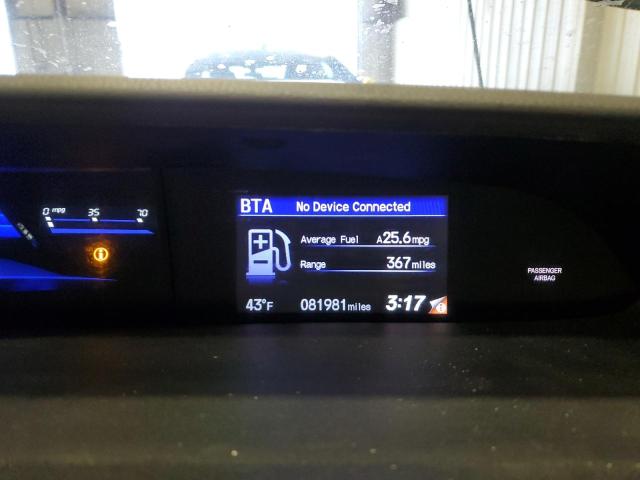 0 mpg 35 70
BTA No Device Connected
Average Fuel A25.6mpg
Range 367miles
PASSENGER
AIRBAG
43°F 081981miles 3:17